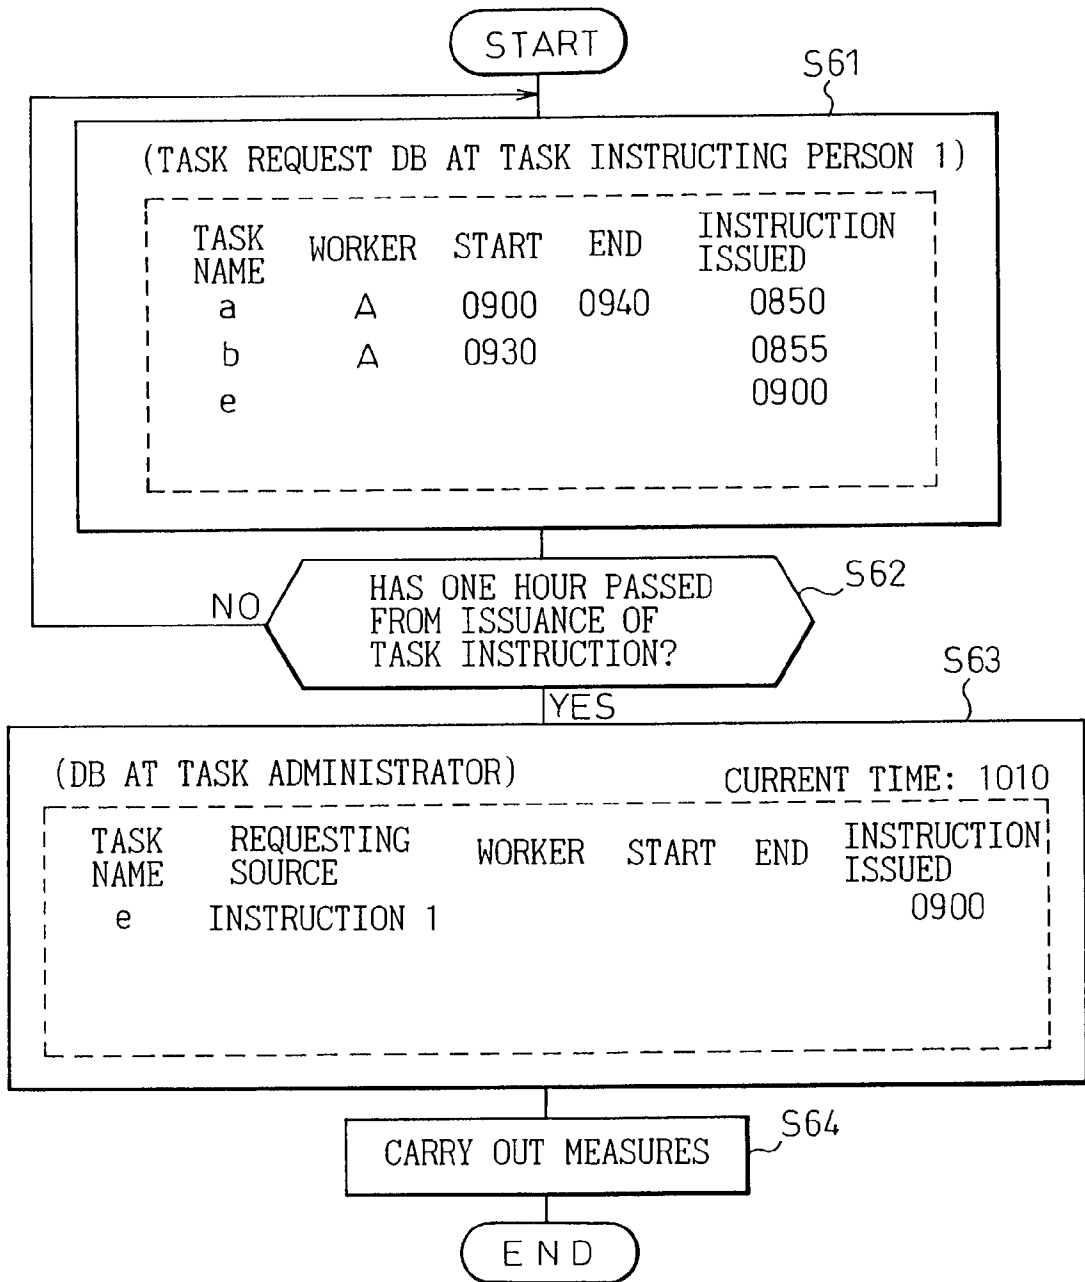 START
S61
(TASK REQUEST DB AT TASK INSTRUCTING PERSON 1)
TASK NAME WORKER START END INSTRUCTION ISSUED
a A 0900 0940 0850
b A 0930 0855
e 0900
S62
HAS ONE HOUR PASSED
FROM ISSUANCE OF
TASK INSTRUCTION?
NO
YES
S63
(DB AT TASK ADMINISTRATOR) CURRENT TIME: 1010
TASK NAME REQUESTING SOURCE WORKER START END INSTRUCTION ISSUED
e INSTRUCTION 1 0900
S64
CARRY OUT MEASURES
END